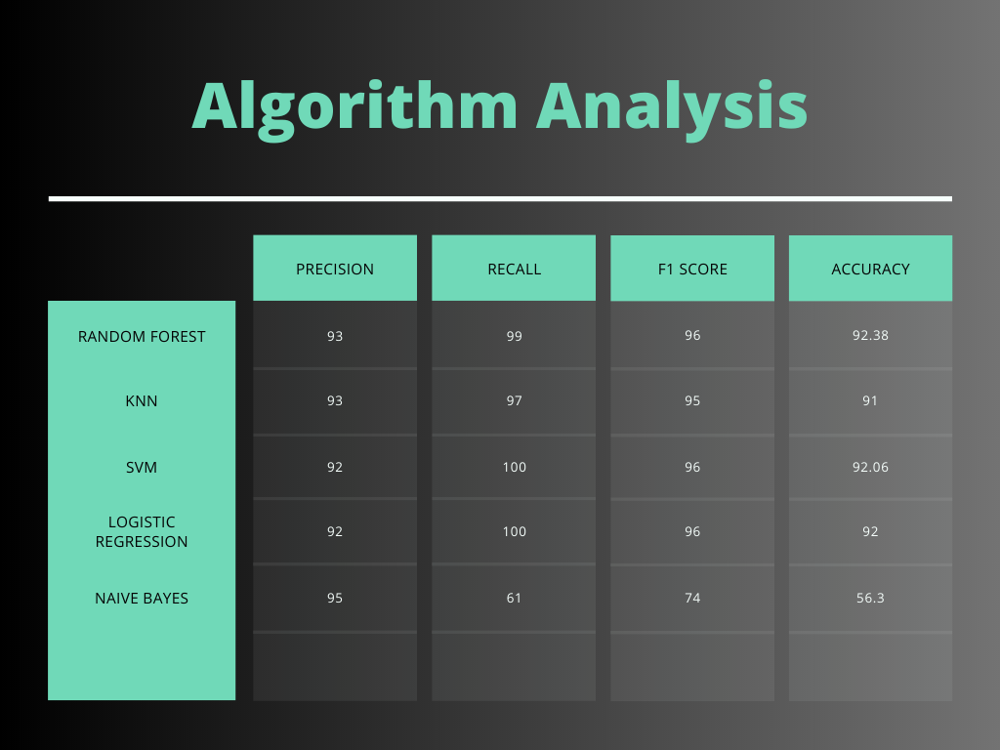 Algorithm Analysis
PRECISION RECALL F1 SCORE ACCURACY
RANDOM FOREST 93 99 96 92.38
KNN 93 97 95 91
SVM 92 100 96 92.06
LOGISTIC
REGRESSION 92 100 96 92
NAIVE BAYES 95 61 74 56.3